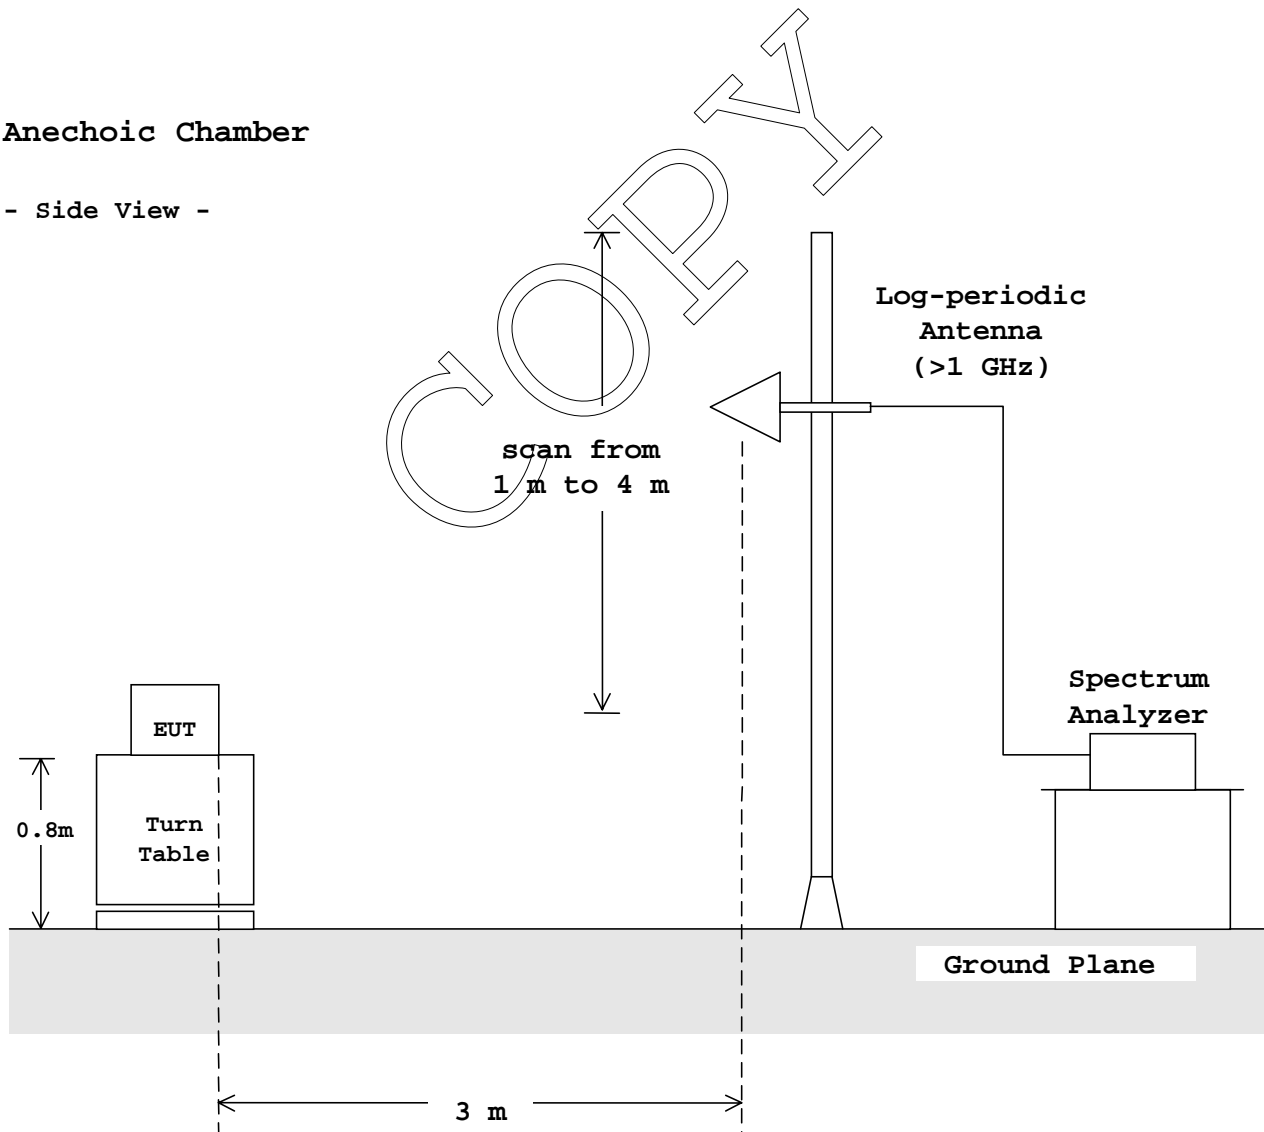 Anechoic Chamber
- Side View -
COPY
Log-periodic
Antenna
(>1 GHz)
scan from
1 m to 4 m
Spectrum
Analyzer
EUT
0.8m
Turn
Table
Ground Plane
3 m